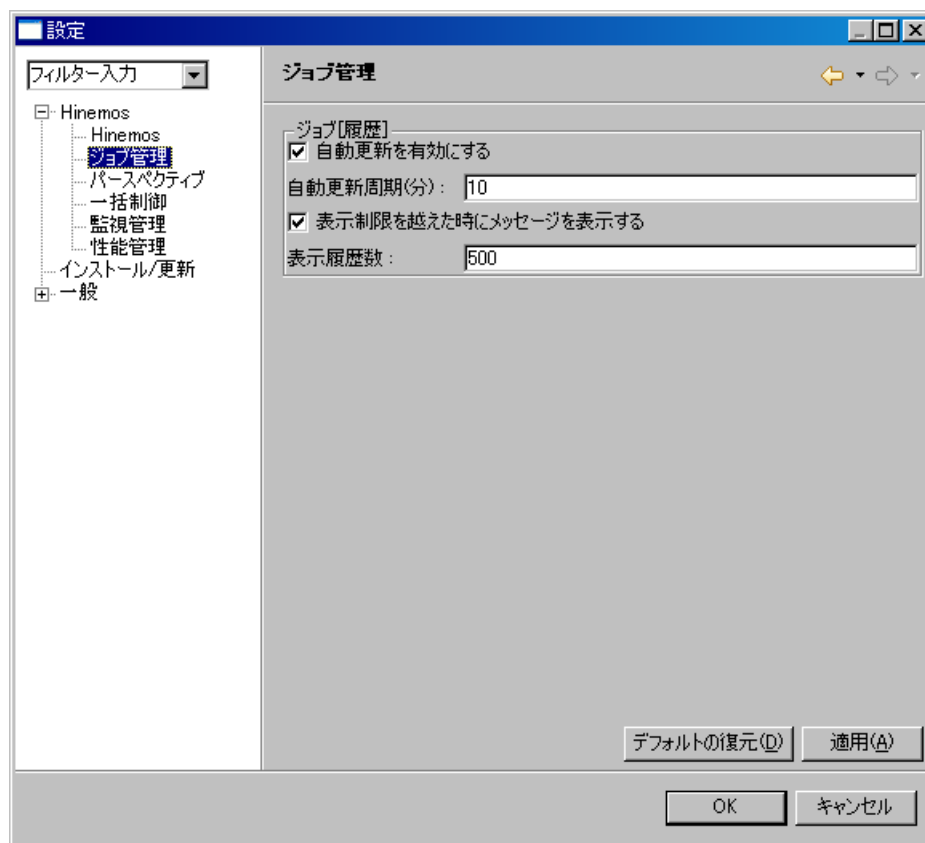 設定
フィルター入力
ジョブ管理
Hinemos
Hinemos
ジョブ管理
パースペクティブ
一括制御
監視管理
性能管理
インストール/更新
一般
ジョブ[履歴]
自動更新を有効にする
自動更新周期(分) : 10
表示制限を越えた時にメッセージを表示する
表示履歴数 : 500
デフォルトの復元(D) 適用(A)
OK キャンセル